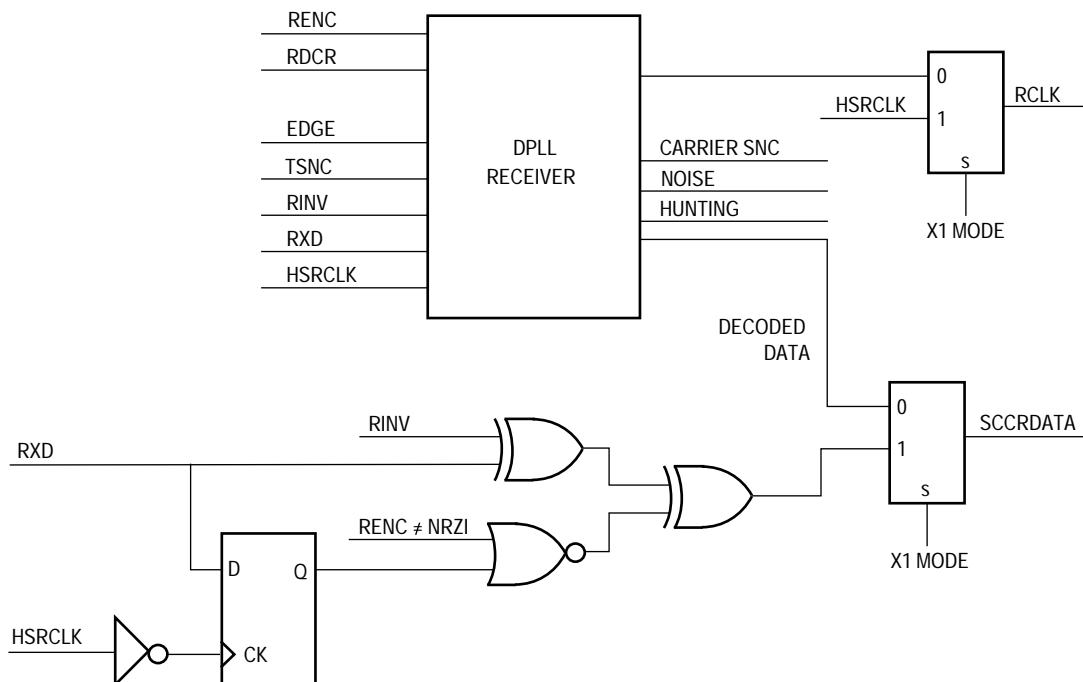 RENC
RDCR
EDGE
TSNC
RINV
RXD
HSRCLK
DPLL
RECEIVER
CARRIER SNC
NOISE
HUNTING
HSRCLK
0
1
S
RCLK
X1 MODE
DECODED
DATA
0
1
S
SCCRDATA
X1 MODE
RINV
RXD
RENC ≠ NRZI
D
Q
HSRCLK
CK